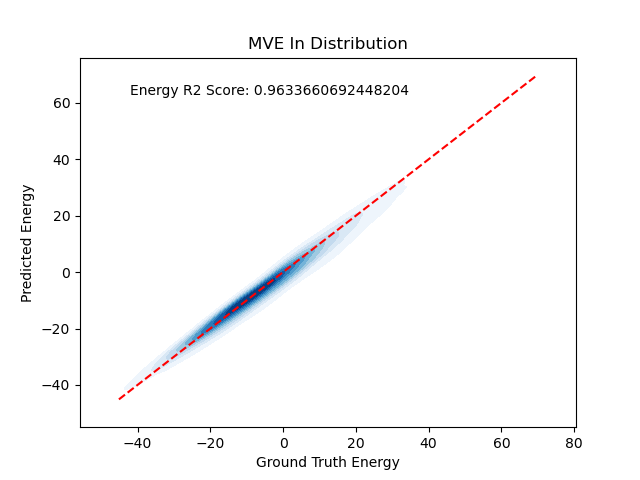 MVE In Distribution
Energy R2 Score: 0.9633660692448204
Predicted Energy
60
40
20
0
−20
−40
−40 −20 0 20 40 60 80
Ground Truth Energy